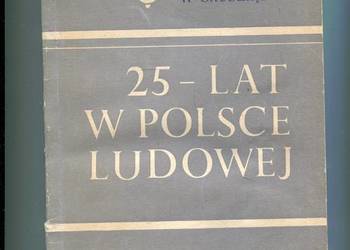 25 – LAT
W POLSCE
LUDOWEJ